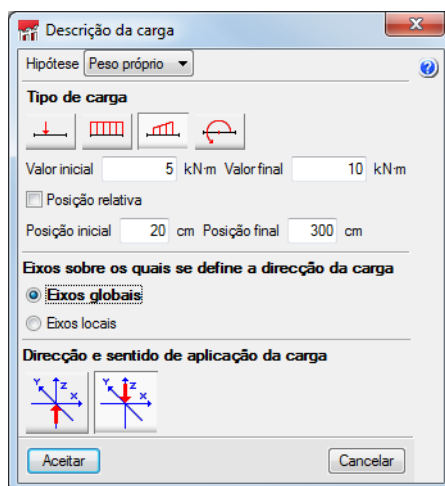 Descrição da carga
Hipótese Peso próprio
Tipo de carga
Valor inicial 5 kN·m Valor final 10 kN·m
Posição relativa
Posição inicial 20 cm Posição final 300 cm
Eixos sobre os quais se define a direcção da carga
Eixos globais
Eixos locais
Direcção e sentido de aplicação da carga
Y Z X Y Z X
Aceitar Cancelar